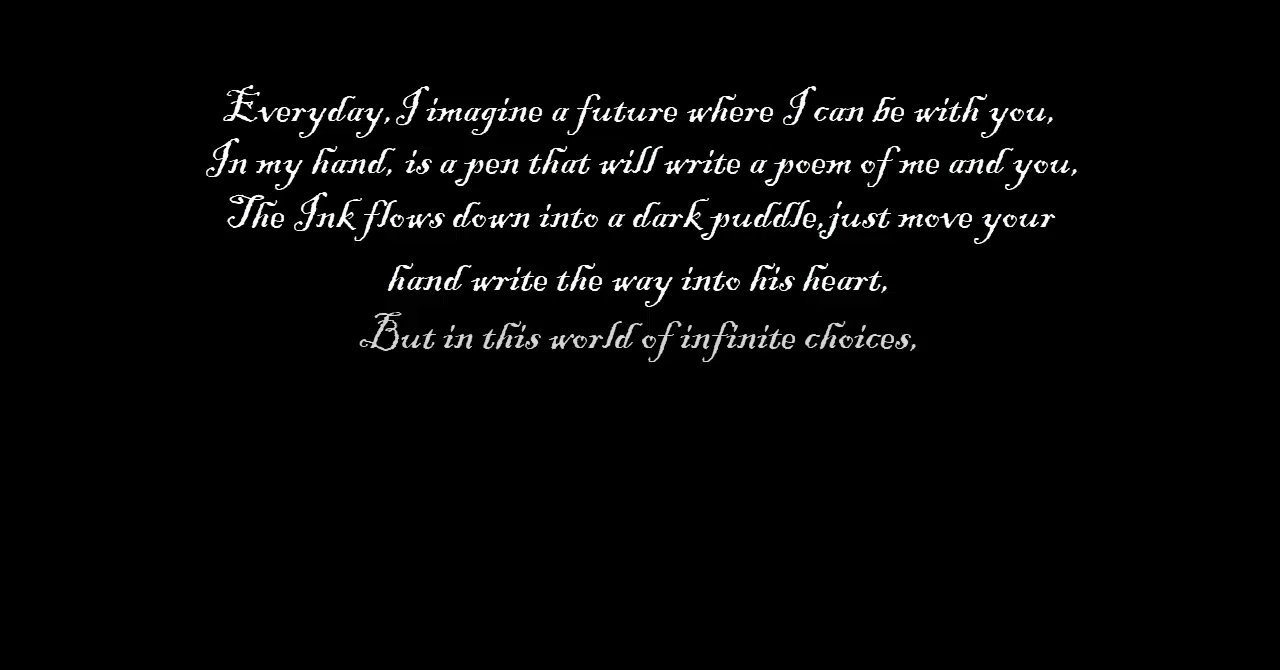 Everyday, I imagine a future where I can be with you,
In my hand, is a pen that will write a poem of me and you,
The Ink flows down into a dark puddle, just move your
hand write the way into his heart,
But in this world of infinite choices,